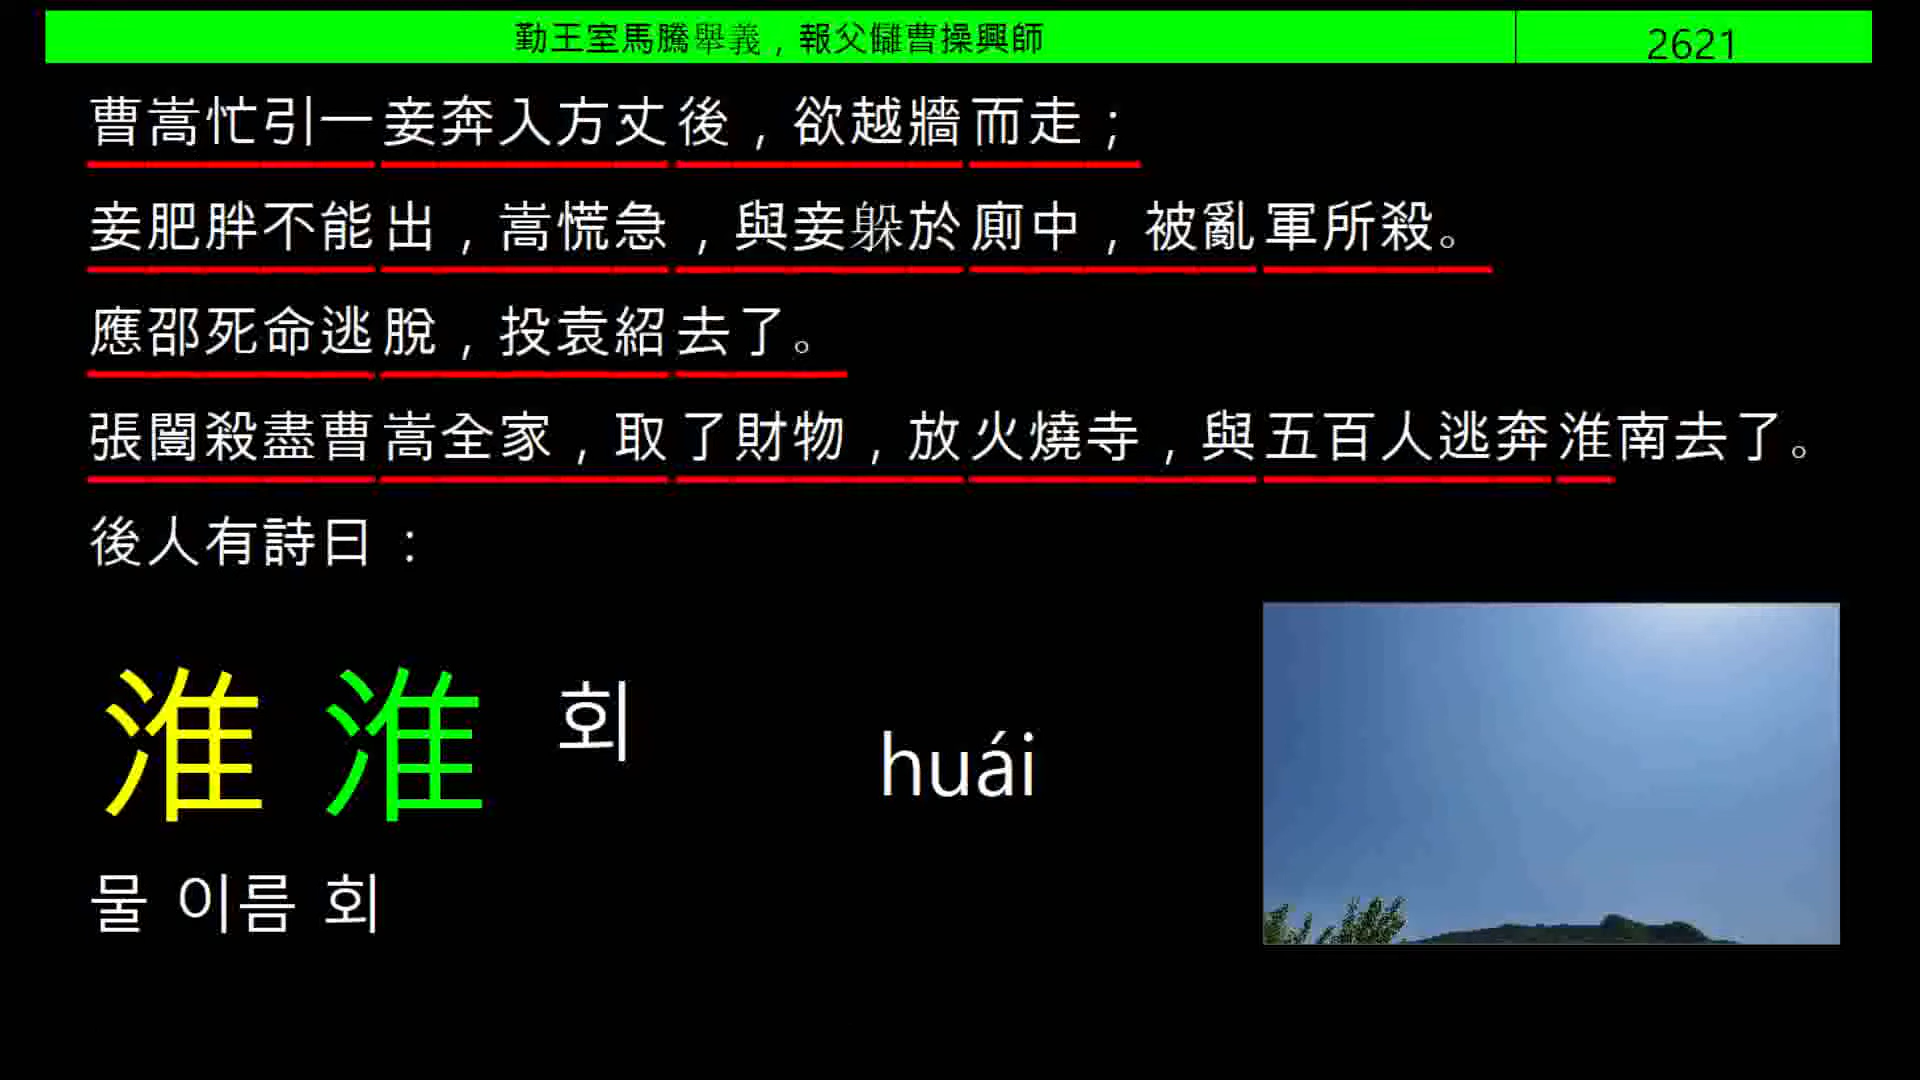 勤王室馬騰舉義，報父讎曹操興師
2621
曹嵩忙引一妾奔入方丈後，欲越牆而走；
妾肥胖不能出，嵩慌急，與妾躲於廁中，被亂軍所殺。
應邵死命逃脫，投袁紹去了。
張闓殺盡曹嵩全家，取了財物，放火燒寺，與五百人逃奔淮南去了。
後人有詩曰：
淮 淮 회 huái
물 이름 회